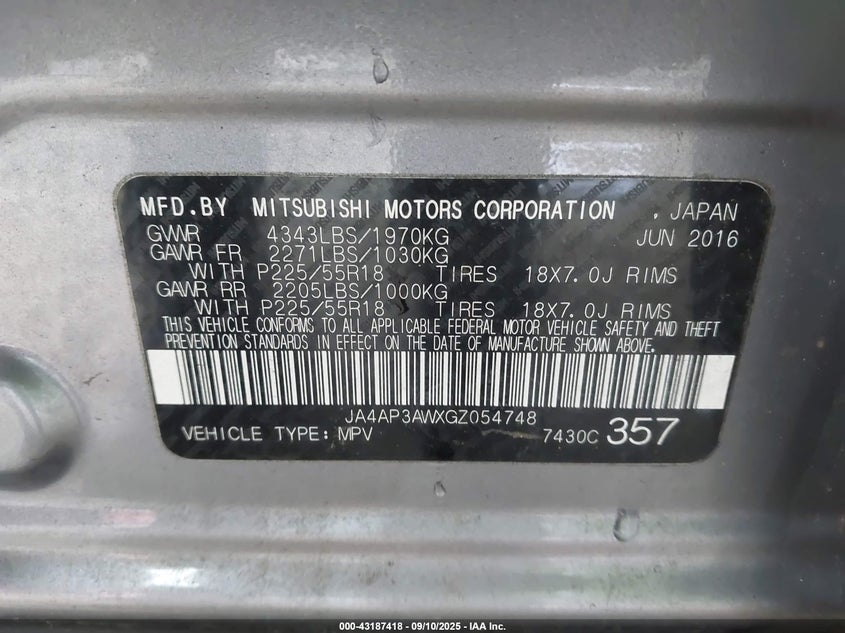 MFD.BY MITSUBISHI MOTORS CORPORATION , JAPAN
GVWR 4343LBS/1970KG JUN 2016
GAWR FR 2271LBS/1030KG
WITH P225/55R18 TIRES 18X7.0J RIMS
GAWR RR 2205LBS/1000KG
WITH P225/55R18 TIRES 18X7.0J RIMS
THIS VEHICLE CONFORMS TO ALL APPLICABLE FEDERAL MOTOR VEHICLE SAFETY AND THEFT
PREVENTION STANDARDS IN EFFECT ON THE DATE OF MANUFACTURE SHOWN ABOVE.
JA4AP3AWXGZ054748
VEHICLE TYPE: MPV 7430C 357
000-43187418 - 09/10/2025 - IAA Inc.